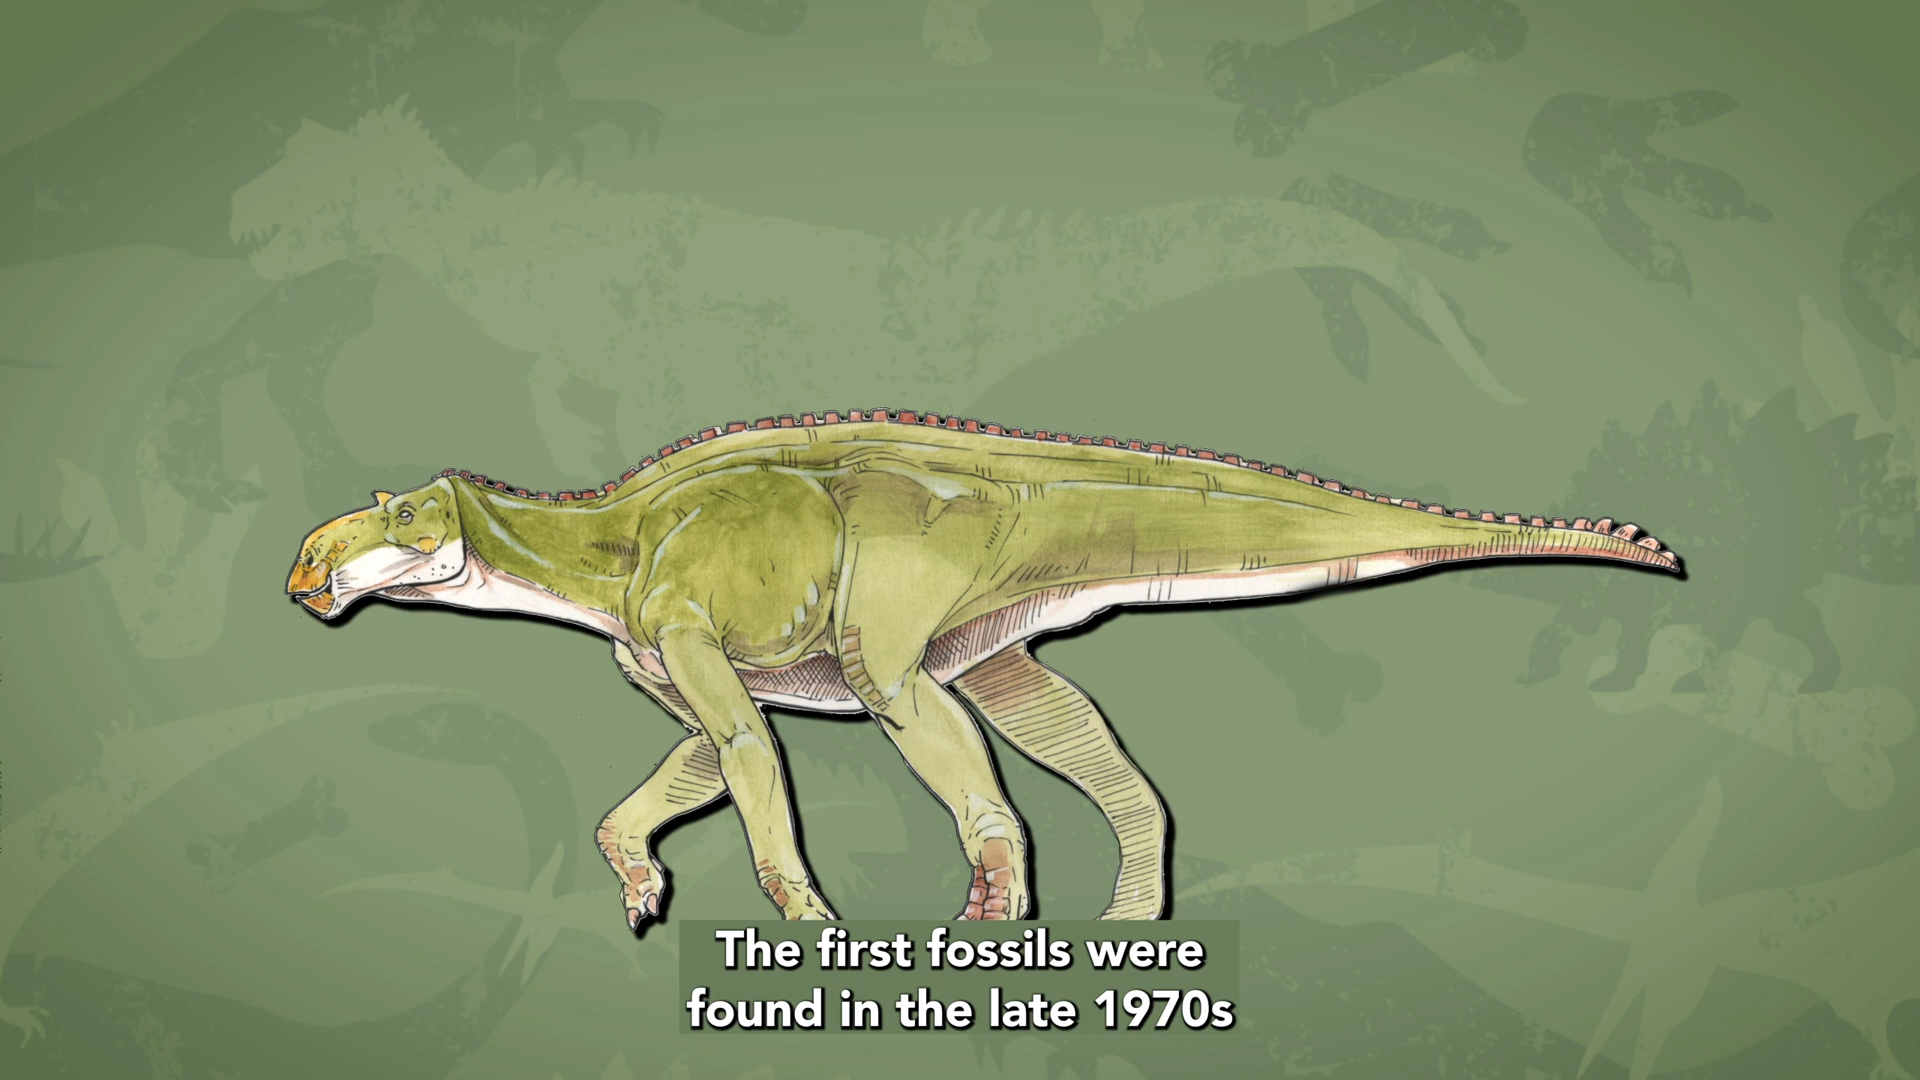 The first fossils were
found in the late 1970s